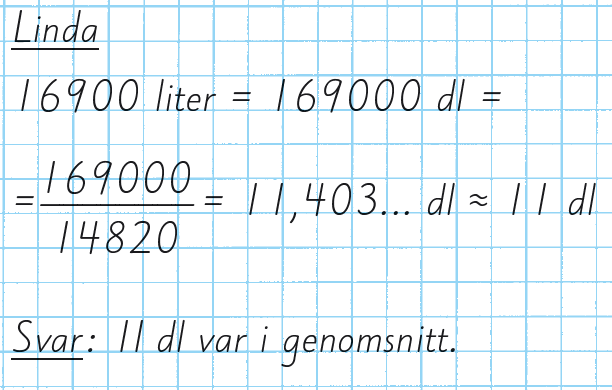 Linda
16900 liter = 169000 dl =
= 169000 / 14820 = 11,403... dl ≈ 11 dl
Svar: 11 dl var i genomsnitt.